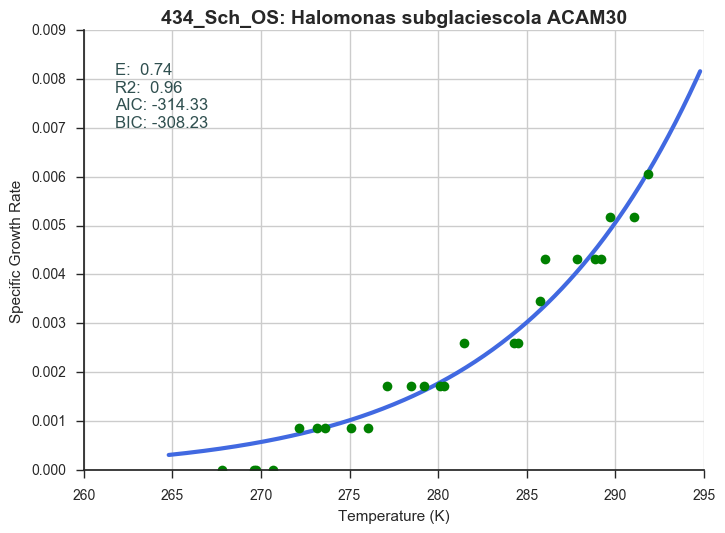 434_Sch_OS: Halomonas subglaciescola ACAM30
E: 0.74
R2: 0.96
AIC: -314.33
BIC: -308.23
Specific Growth Rate
0.009
0.008
0.007
0.006
0.005
0.004
0.003
0.002
0.001
0.000
260 265 270 275 280 285 290 295
Temperature (K)